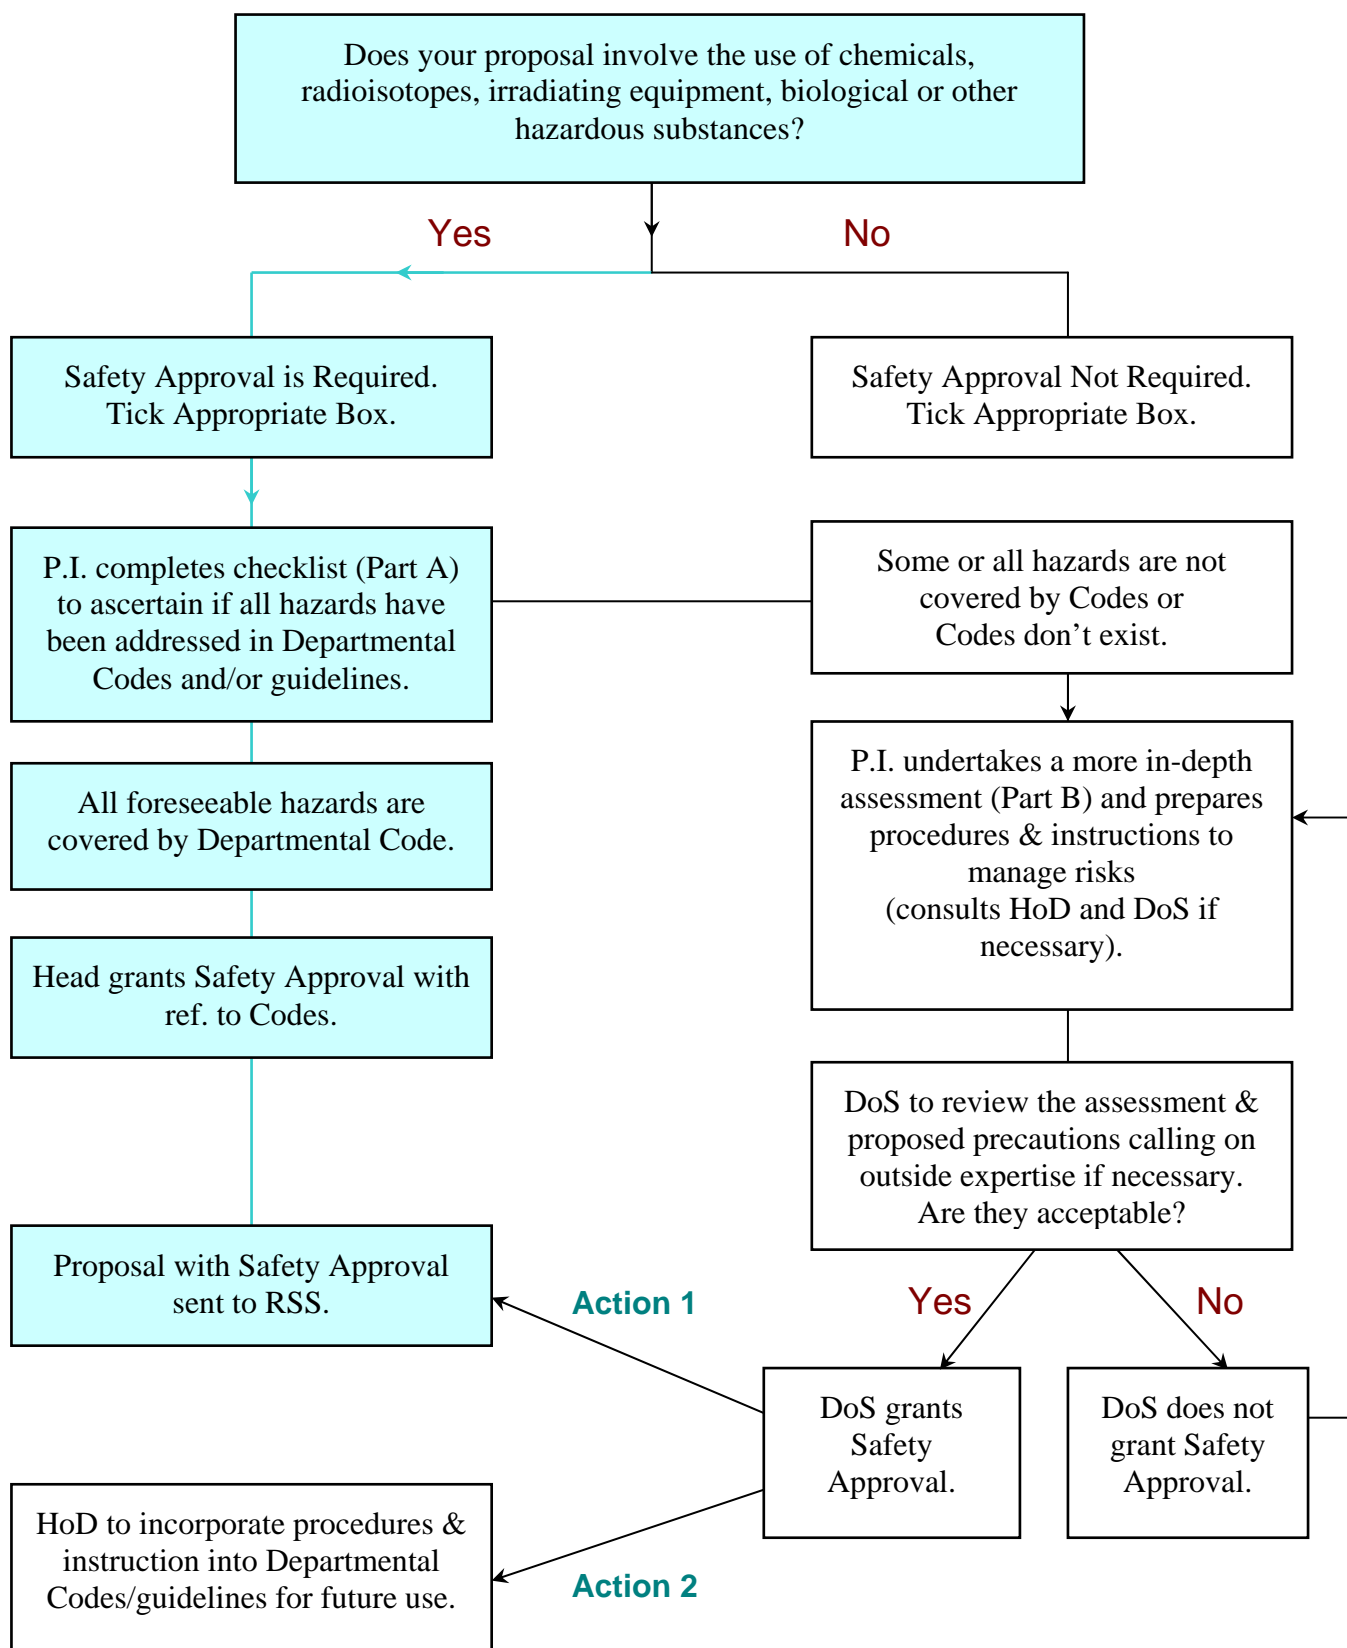 Does your proposal involve the use of chemicals,
radioisotopes, irradiating equipment, biological or other
hazardous substances?
Yes
No
Safety Approval is Required.
Tick Appropriate Box.
Safety Approval Not Required.
Tick Appropriate Box.
P.I. completes checklist (Part A)
to ascertain if all hazards have
been addressed in Departmental
Codes and/or guidelines.
Some or all hazards are not
covered by Codes or
Codes don’t exist.
All foreseeable hazards are
covered by Departmental Code.
P.I. undertakes a more in-depth
assessment (Part B) and prepares
procedures & instructions to
manage risks
(consults HoD and DoS if
necessary).
Head grants Safety Approval with
ref. to Codes.
DoS to review the assessment &
proposed precautions calling on
outside expertise if necessary.
Are they acceptable?
Proposal with Safety Approval
sent to RSS.
Action 1
Yes
No
DoS grants
Safety
Approval.
DoS does not
grant Safety
Approval.
HoD to incorporate procedures &
instruction into Departmental
Codes/guidelines for future use.
Action 2